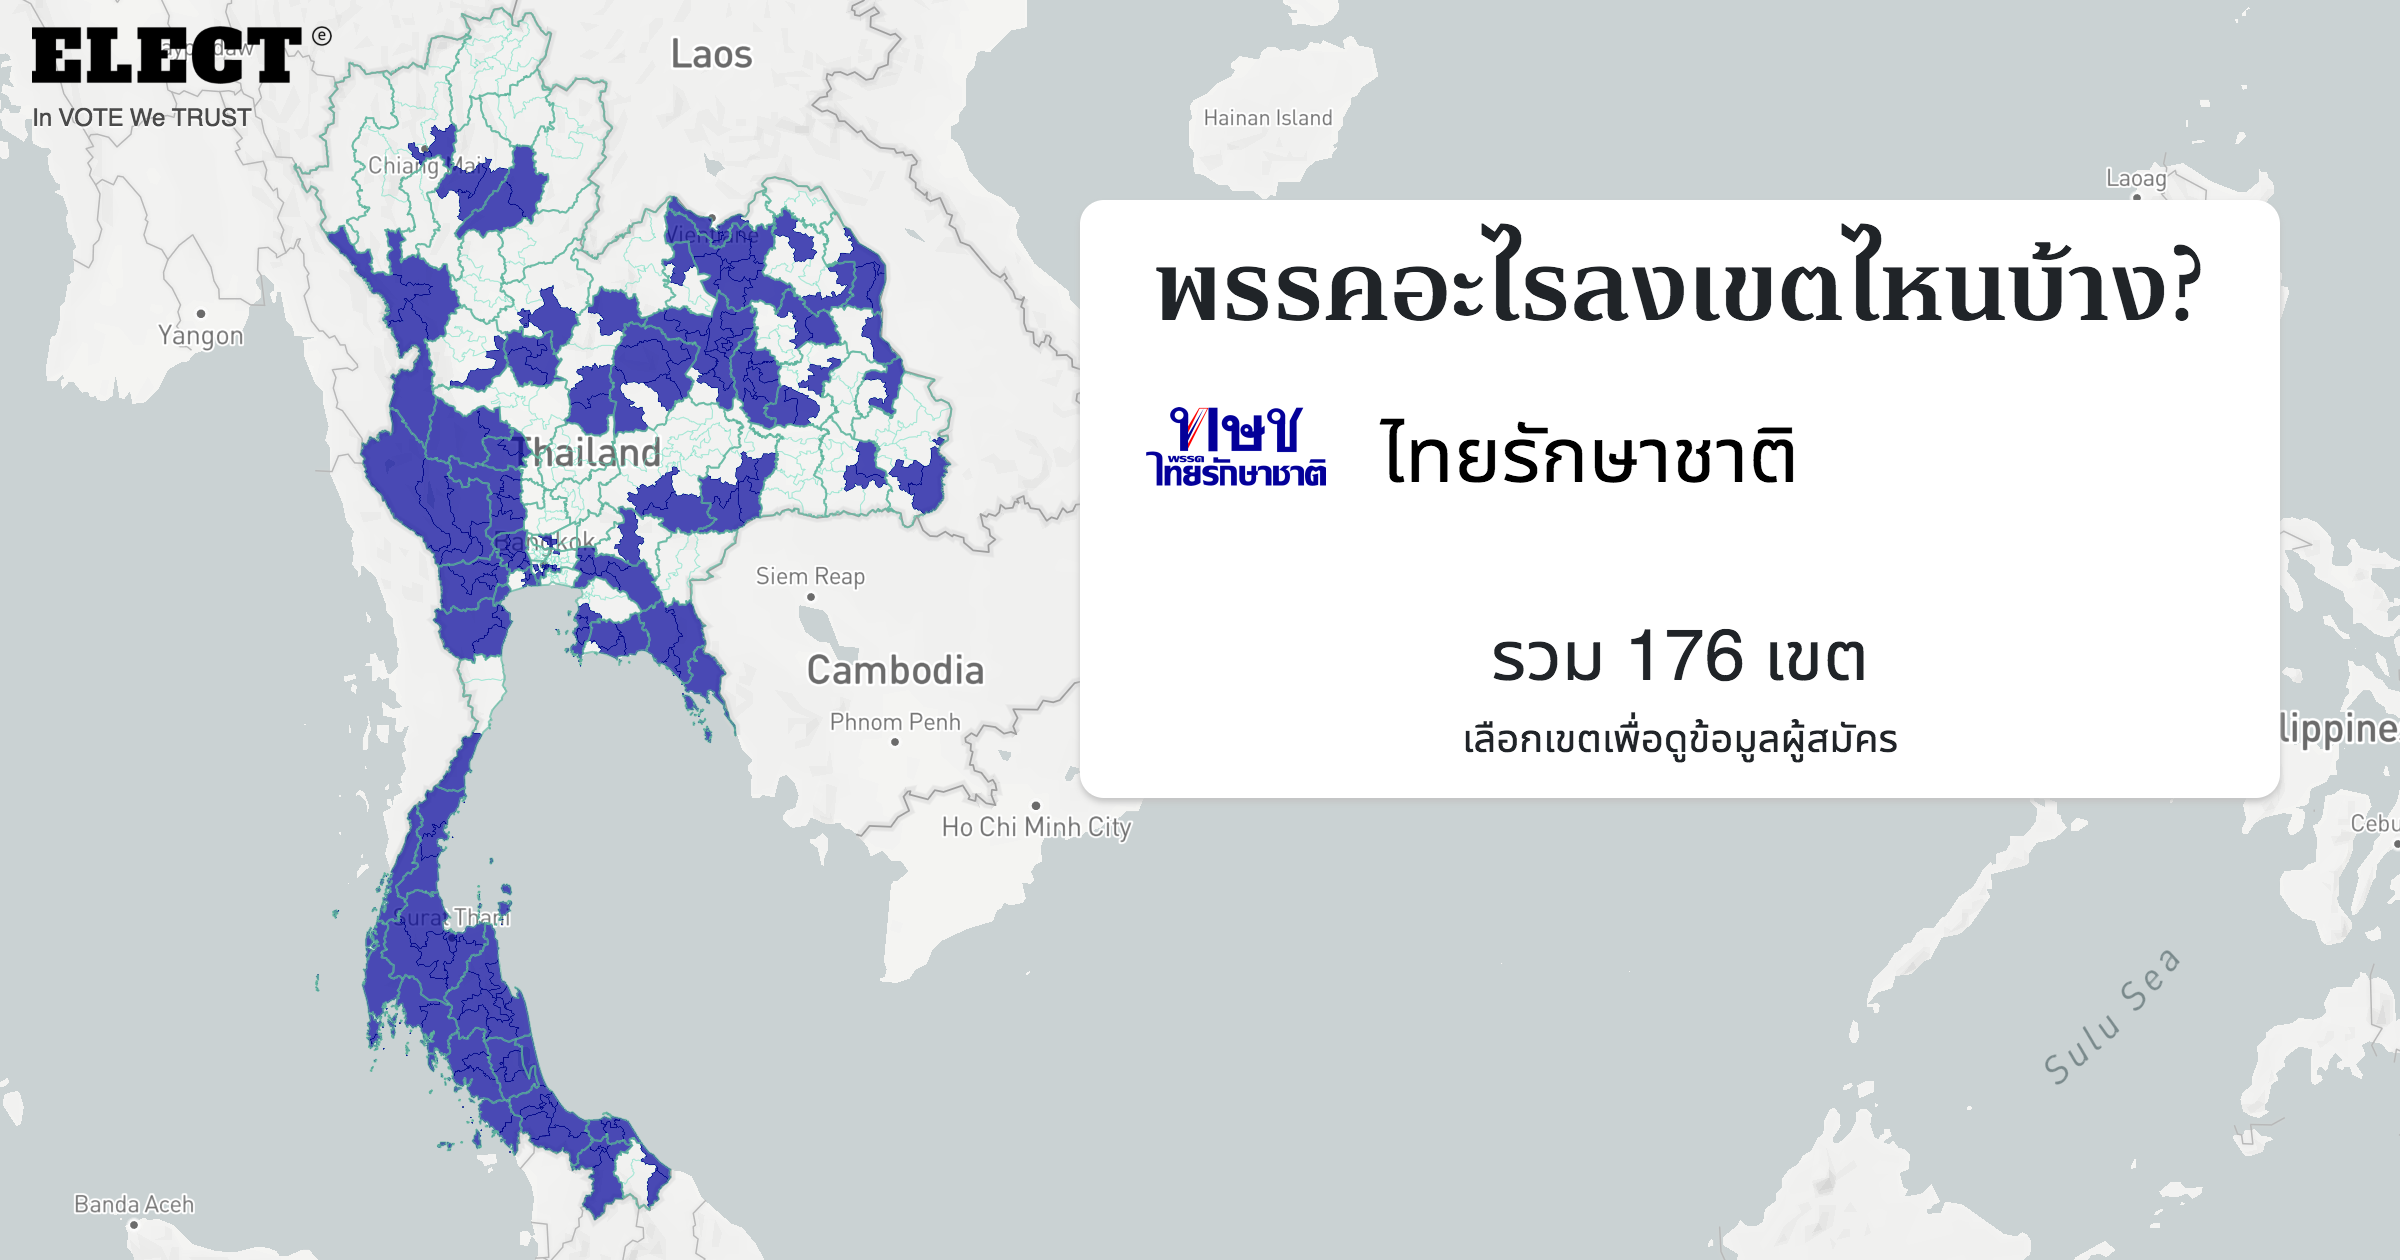 ELECT ⓔ
In VOTE We TRUST
Laos
Hainan Island
Chiang Mai
Laoag
Vientiane
Yangon
พรรคอะไรลงเขตไหนบ้าง?
ทษช
พรรค
ไทยรักษาชาติ
ไทยรักษาชาติ
Thailand
Bangkok
Siem Reap
Cambodia
Phnom Penh
รวม 176 เขต
เลือกเขตเพื่อดูข้อมูลผู้สมัคร
lippine
Ho Chi Minh City
Cebu
Surat Thani
Sulu Sea
Banda Aceh